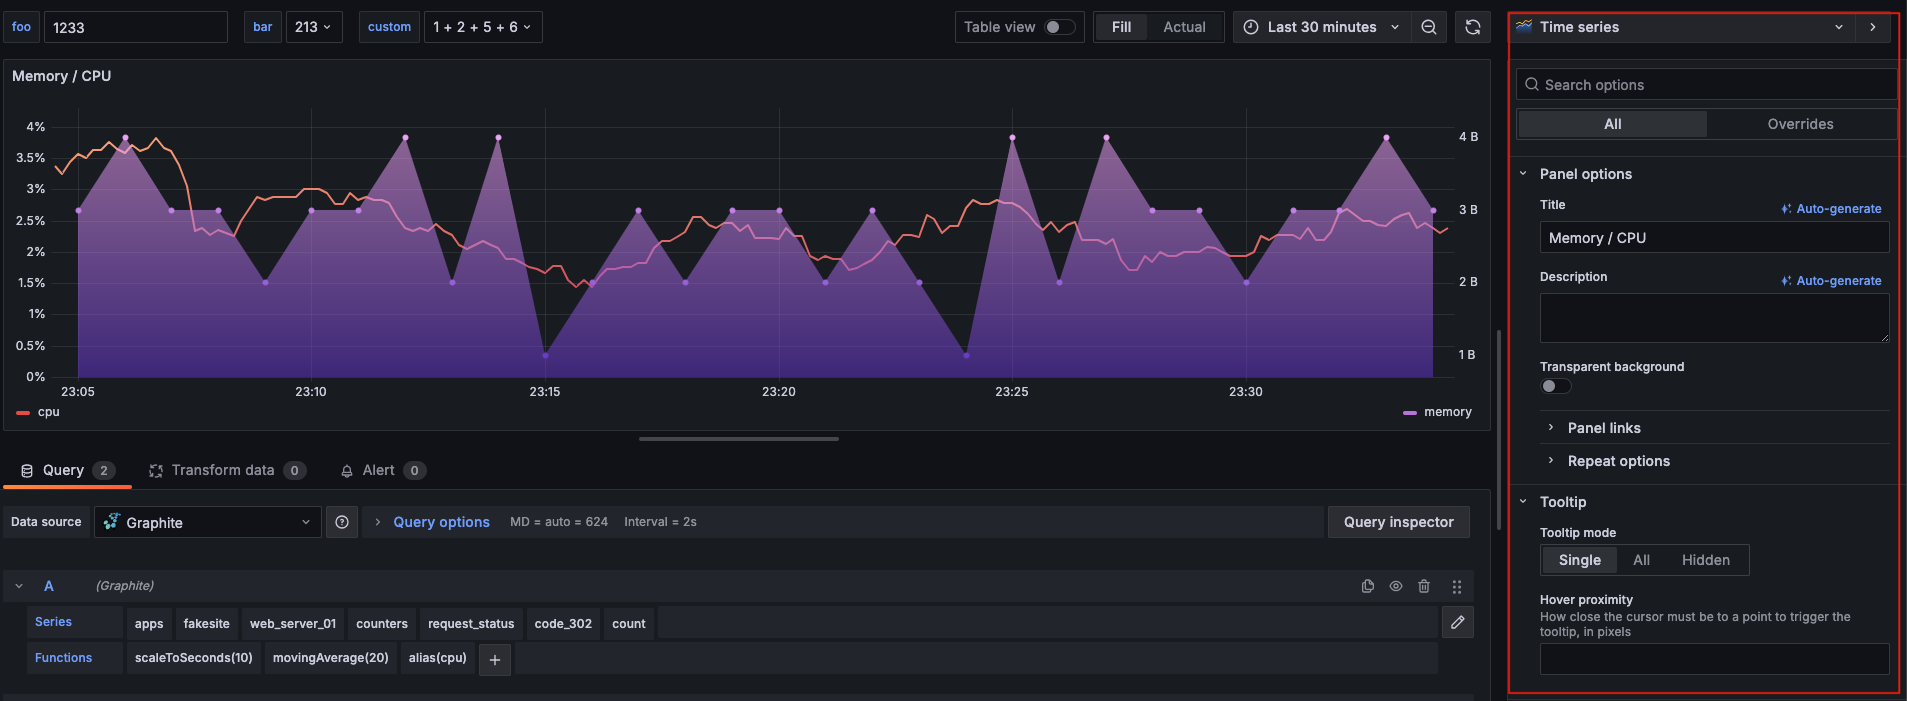 foo 1233 bar 213 custom 1 + 2 + 5 + 6 Table view Fill Actual Last 30 minutes
Memory / CPU
4%
3.5%
3%
2.5%
2%
1.5%
1%
0.5%
0%
4 B
3 B
2 B
1 B
23:05 23:10 23:15 23:20 23:25 23:30
cpu memory
Query 2 Transform data 0 Alert 0
Data source Graphite Query options MD = auto = 624 Interval = 2s Query inspector
A (Graphite)
Series apps fakesite web_server_01 counters request_status code_302 count
Functions scaleToSeconds(10) movingAverage(20) alias(cpu) +
Time series
Search options
All Overrides
Panel options
Title Auto-generate
Memory / CPU
Description Auto-generate
Transparent background
Panel links
Repeat options
Tooltip
Tooltip mode
Single All Hidden
Hover proximity
How close the cursor must be to a point to trigger the
tooltip, in pixels